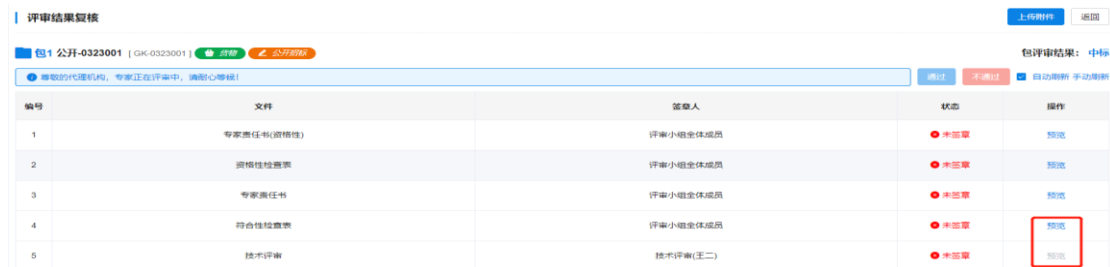 评审结果复核 上传附件 返回
包1 公开-0323001 [ GK-0323001 ] 货物 公开招标 包评审结果： 中标
尊敬的代理机构，专家正在评审中，请耐心等候！ 通过 不通过 自动刷新 手动刷新
编号 文件 签章人 状态 操作
1 专家责任书(资格性) 评审小组全体成员 未签章 预览
2 资格性检查表 评审小组全体成员 未签章 预览
3 专家责任书 评审小组全体成员 未签章 预览
4 符合性检查表 评审小组全体成员 未签章 预览
5 技术评审 技术评审(王二) 未签章 预览